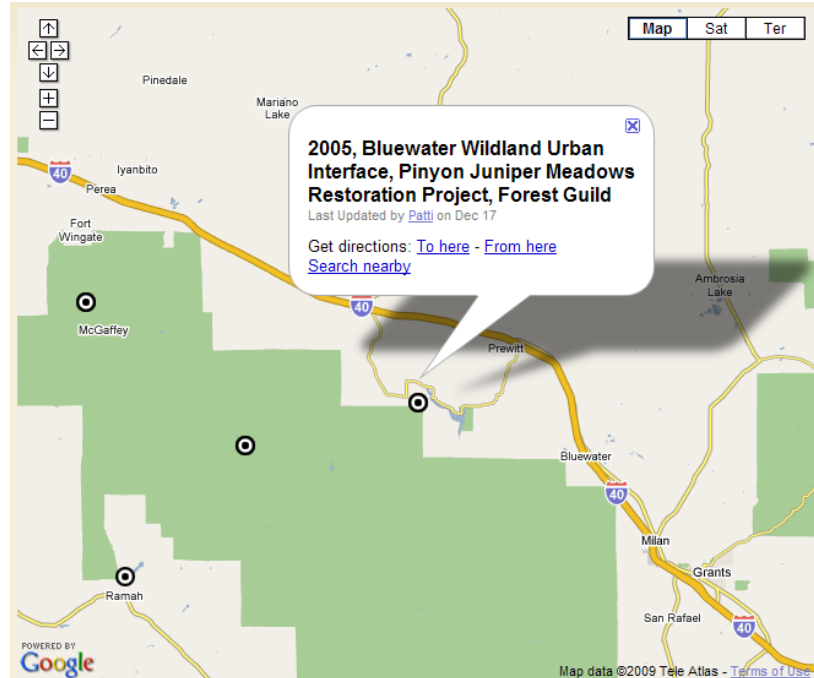 Map Sat Ter
Pinedale
Mariano
Lake
2005, Bluewater Wildland Urban
Interface, Pinyon Juniper Meadows
Restoration Project, Forest Guild
Last Updated by Patti on Dec 17
Get directions: To here - From here
Search nearby
Iyanbito
40
Perea
Fort
Wingate
Ambrosia
Lake
40
McGaffey
Prewitt
Bluewater
40
Milan
Grants
Ramah
San Rafael
40
POWERED BY
Google
Map data ©2009 Tele Atlas - Terms of Use